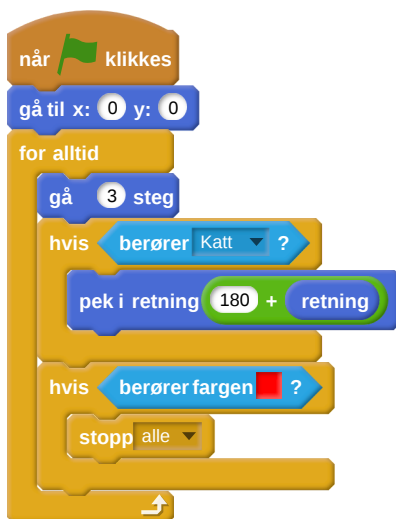 når klikkes
gå til x: 0 y: 0
for alltid
gå 3 steg
hvis berører Katt ?
pek i retning 180 + retning
hvis berører fargen ?
stopp alle